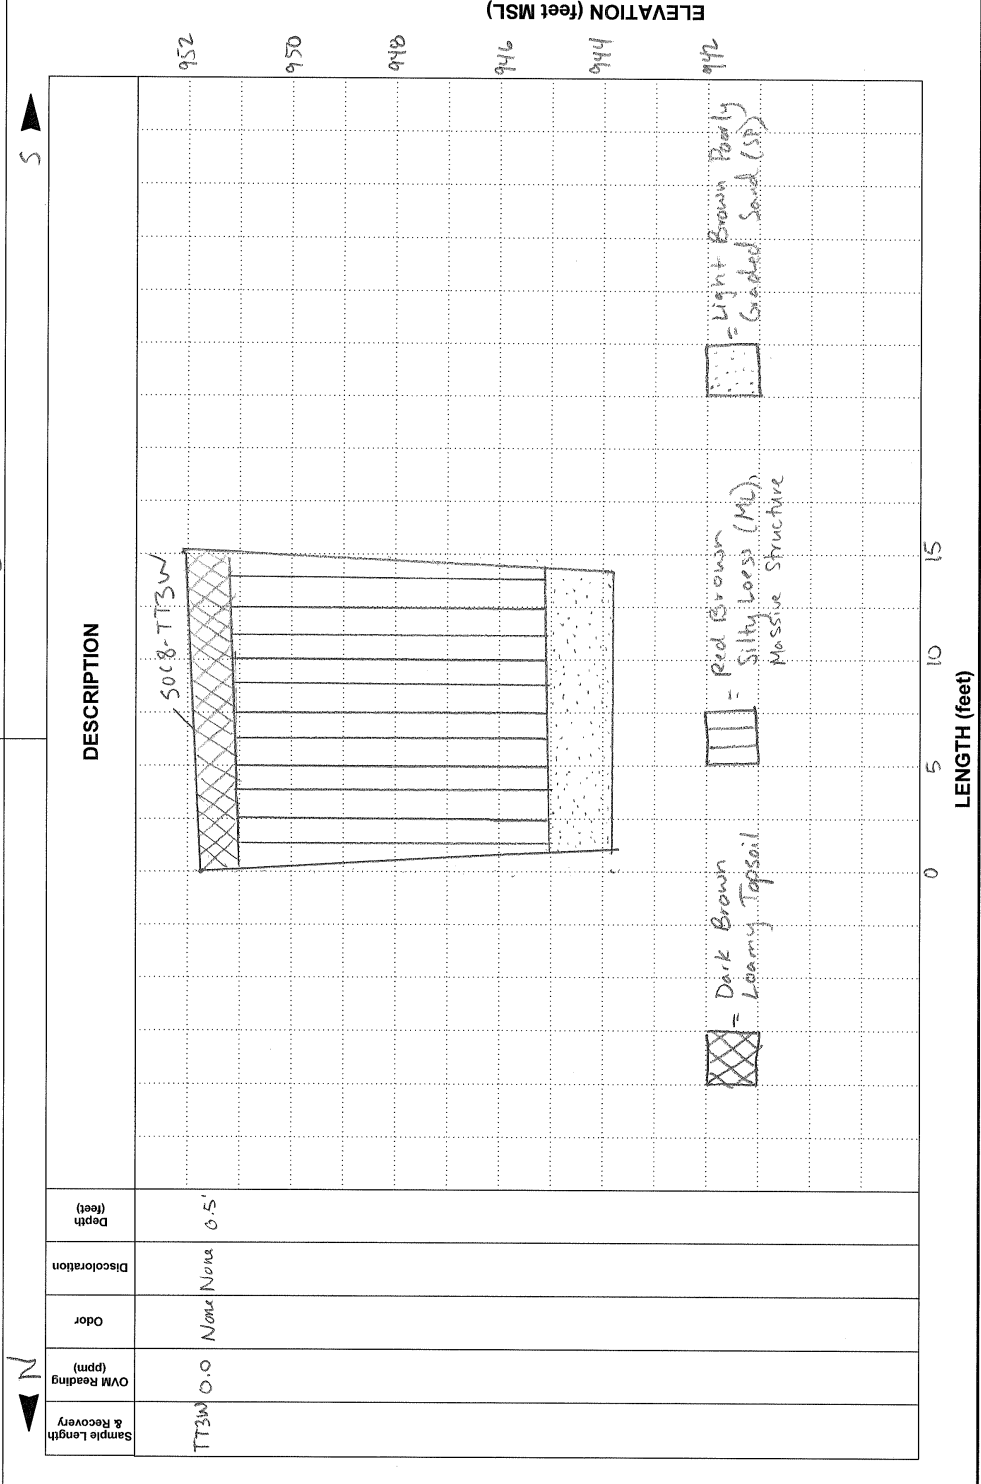 N
S
Sample Length
& Recovery
OVM Reading
(ppm)
Odor
Discoloration
Depth
(feet)
DESCRIPTION
TT3W
0.0
None
None
0.5'
SOC8-TT3W
952
950
948
946
944
942
ELEVATION (feet MSL)
= Dark Brown
Loamy Topsoil
= Red Brown
Silty Loess (ML),
Massive Structure
= Light Brown Poorly
Graded Sand (SP)
0
5
10
15
LENGTH (feet)